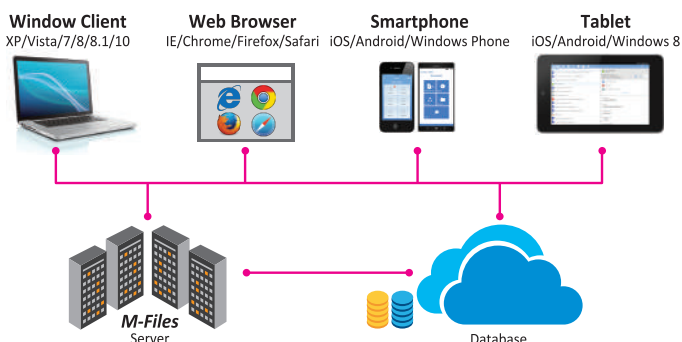 Window Client
XP/Vista/7/8/8.1/10
Web Browser
IE/Chrome/Firefox/Safari
Smartphone
iOS/Android/Windows Phone
Tablet
iOS/Android/Windows 8
M-Files
Server
Database